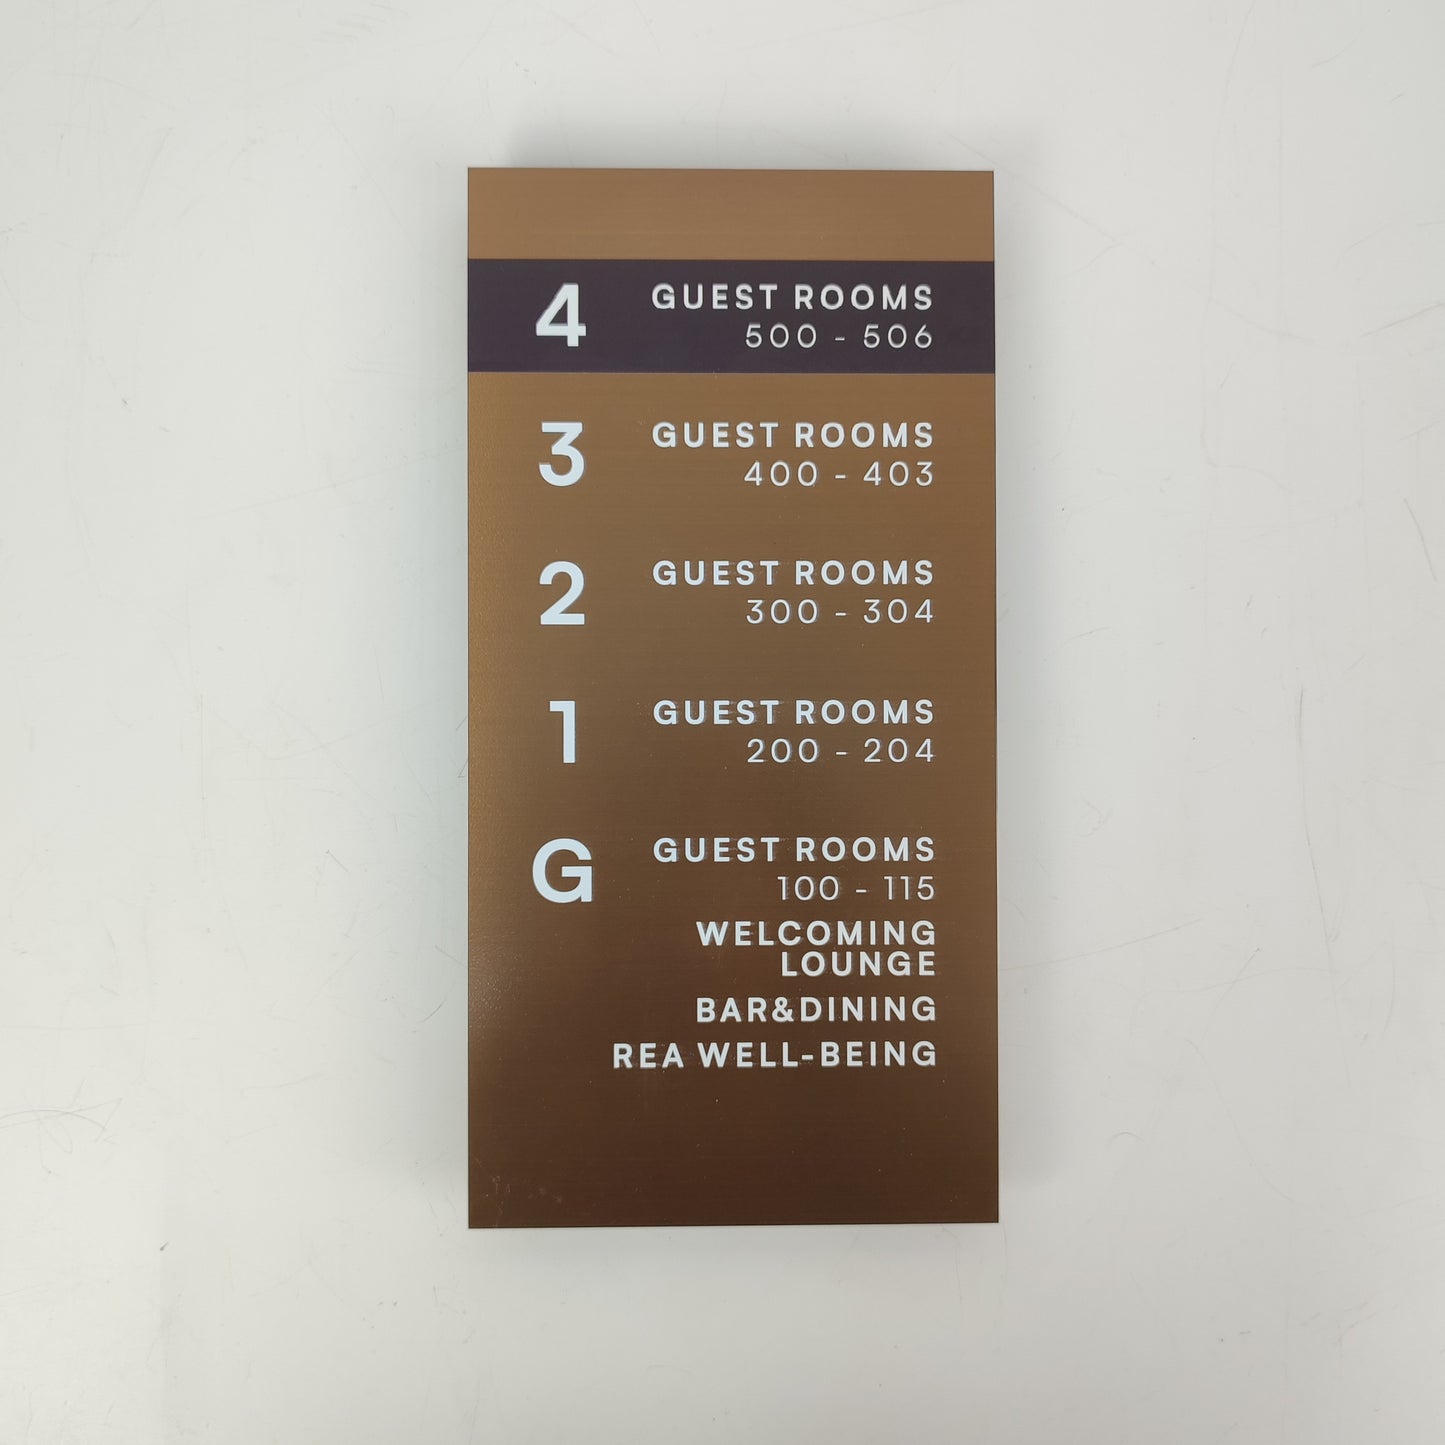 4
GUEST ROOMS
500 - 506
3
GUEST ROOMS
400 - 403
2
GUEST ROOMS
300 - 304
1
GUEST ROOMS
200 - 204
G
GUEST ROOMS
100 - 115
WELCOMING
LOUNGE
BAR&DINING
REA WELL-BEING